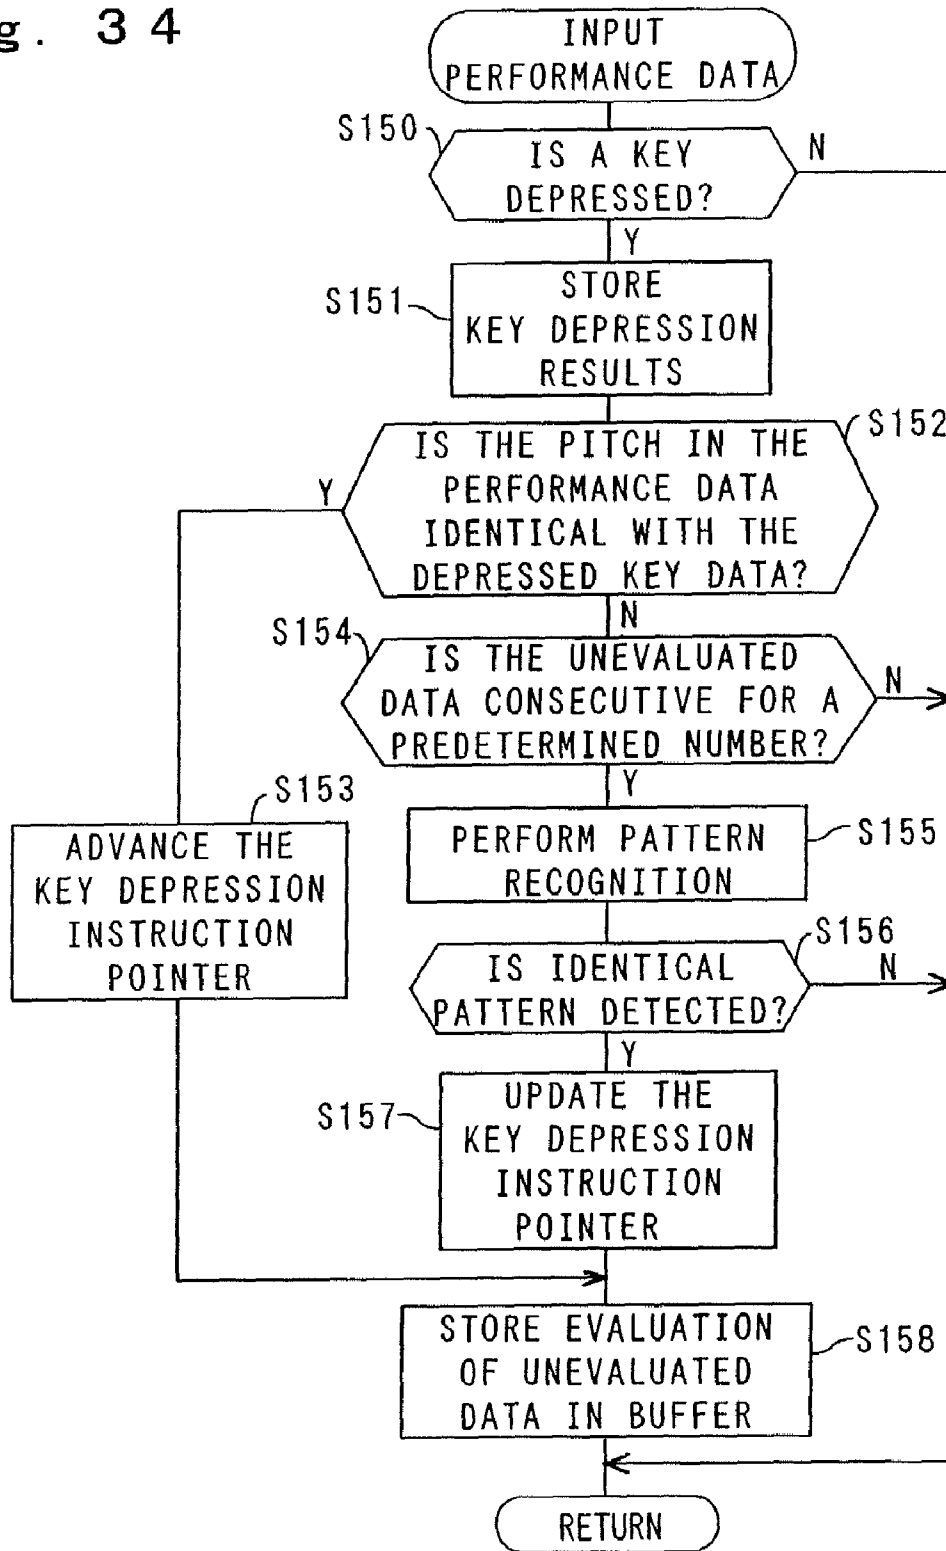 g. 34
INPUT
PERFORMANCE DATA
S150
IS A KEY
DEPRESSED?
N
Y
S151
STORE
KEY DEPRESSION
RESULTS
S152
IS THE PITCH IN THE
PERFORMANCE DATA
IDENTICAL WITH THE
DEPRESSED KEY DATA?
Y
N
S154
IS THE UNEVALUATED
DATA CONSECUTIVE FOR A
PREDETERMINED NUMBER?
N
Y
S153
ADVANCE THE
KEY DEPRESSION
INSTRUCTION
POINTER
PERFORM PATTERN
RECOGNITION
S155
S156
IS IDENTICAL
PATTERN DETECTED?
N
Y
S157
UPDATE THE
KEY DEPRESSION
INSTRUCTION
POINTER
STORE EVALUATION
OF UNEVALUATED
DATA IN BUFFER
S158
RETURN